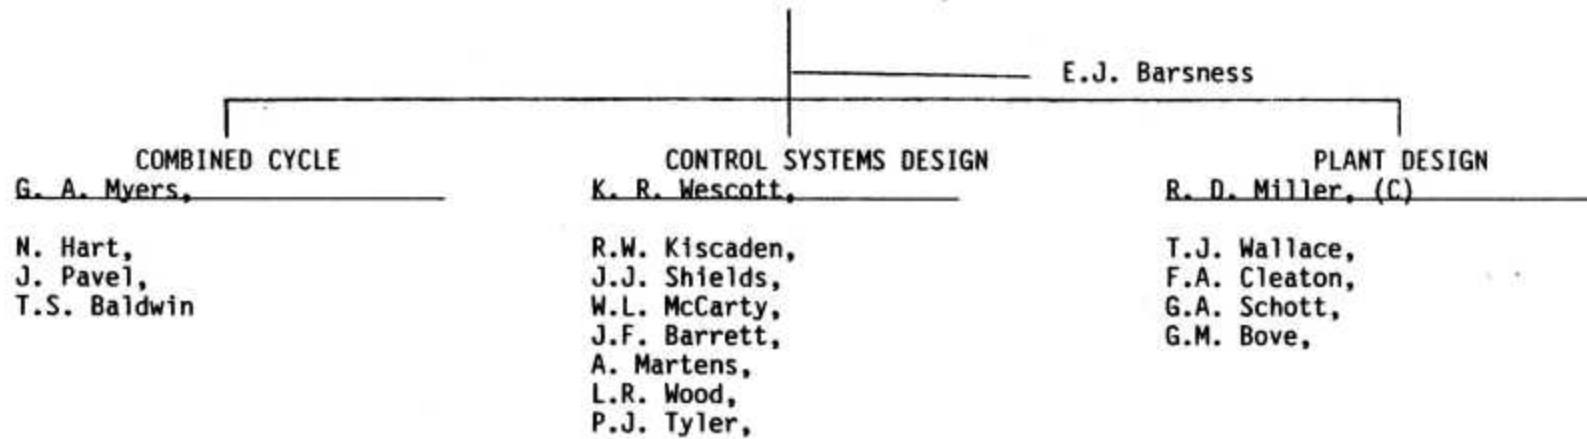 E.J. Barsness
COMBINED CYCLE
G. A. Myers,
N. Hart,
J. Pavel,
T.S. Baldwin
CONTROL SYSTEMS DESIGN
K. R. Wescott,
R.W. Kiscaden,
J.J. Shields,
W.L. McCarty,
J.F. Barrett,
A. Martens,
L.R. Wood,
P.J. Tyler,
PLANT DESIGN
R. D. Miller, (C)
T.J. Wallace,
F.A. Cleaton,
G.A. Schott,
G.M. Bove,